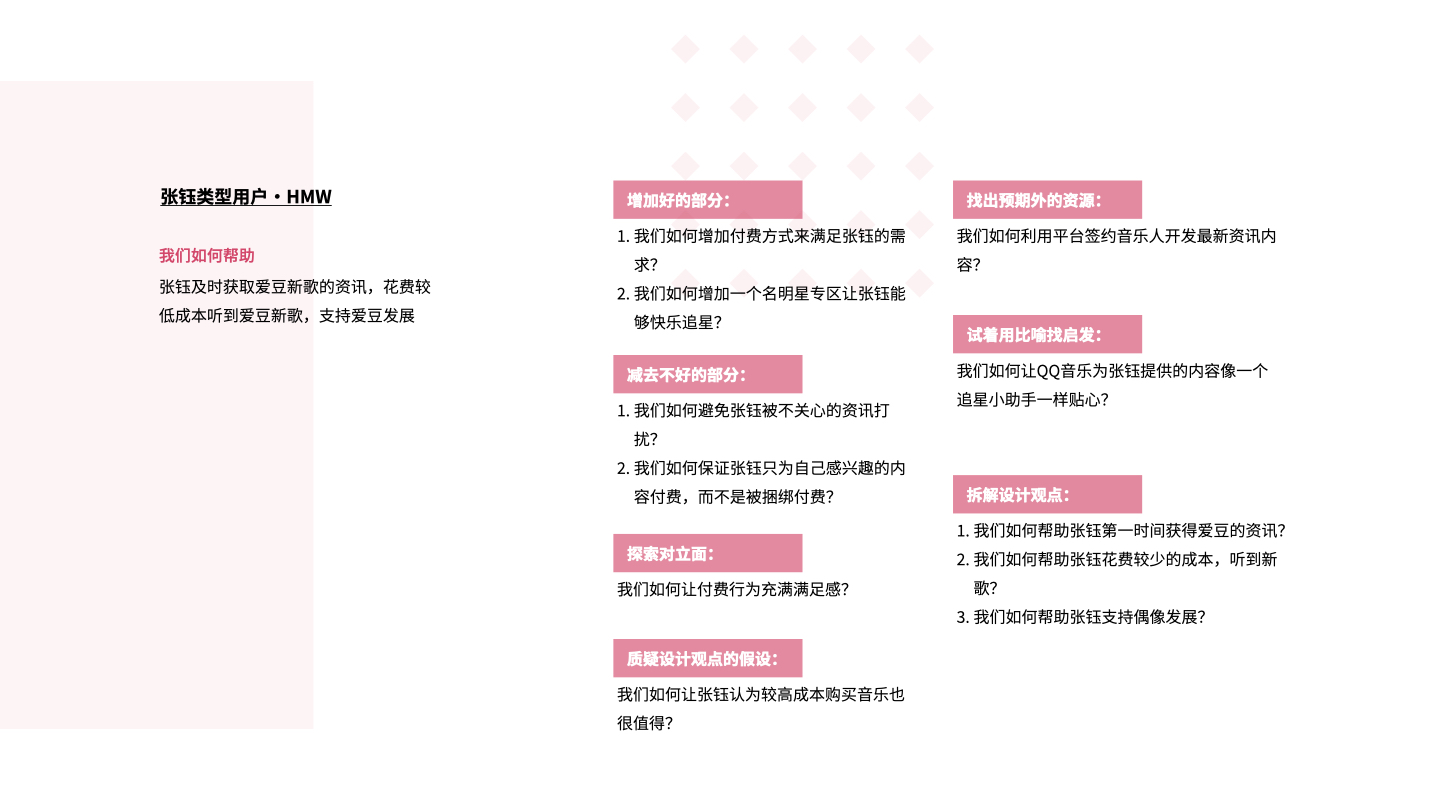 张钰类型用户·HMW
我们如何帮助
张钰及时获取爱豆新歌的资讯，花费较
低成本听到爱豆新歌，支持爱豆发展
增加好的部分：
1. 我们如何增加付费方式来满足张钰的需
求？
2. 我们如何增加一个名明星专区让张钰能
够快乐追星？
减去不好的部分：
1. 我们如何避免张钰被不关心的资讯打
扰？
2. 我们如何保证张钰只为自己感兴趣的内
容付费，而不是被捆绑付费？
探索对立面：
我们如何让付费行为充满满足感？
质疑设计观点的假设：
我们如何让张钰认为较高成本购买音乐也
很值得？
找出预期外的资源：
我们如何利用平台签约音乐人开发最新资讯内
容？
试着用比喻找启发：
我们如何让QQ音乐为张钰提供的内容像一个
追星小助手一样贴心？
拆解设计观点：
1. 我们如何帮助张钰第一时间获得爱豆的资讯？
2. 我们如何帮助张钰花费较少的成本，听到新
歌？
3. 我们如何帮助张钰支持偶像发展？